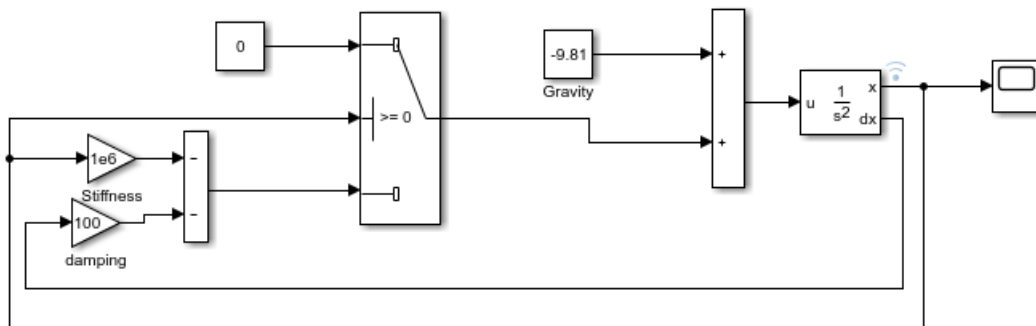 0
>= 0
1e6
Stiffness
-
-
100
damping
-9.81
Gravity
+
+
u
1
s2
x
dx